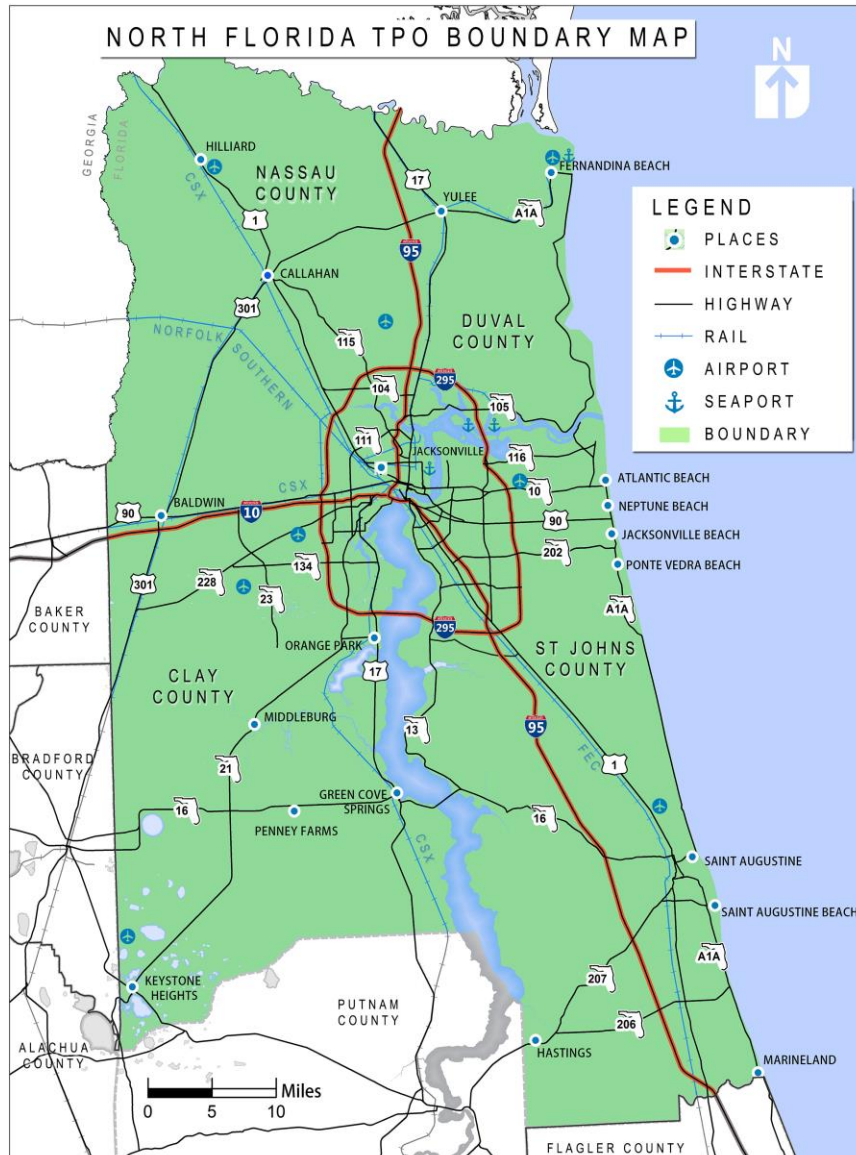 NORTH FLORIDA TPO BOUNDARY MAP
N
GEORGIA
FLORIDA
HILLIARD
NASSAU
COUNTY
CSX
1
17
YULEE
FERNANDINA BEACH
A1A
LEGEND
PLACES
INTERSTATE
HIGHWAY
RAIL
AIRPORT
SEAPORT
BOUNDARY
95
CALLAHAN
301
NORFOLK SOUTHERN
115
DUVAL
COUNTY
104
295
105
111
JACKSONVILLE
116
10
ATLANTIC BEACH
NEPTUNE BEACH
JACKSONVILLE BEACH
PONTE VEDRA BEACH
CSX
90
BALDWIN
10
90
202
301
228
134
23
A1A
BAKER
COUNTY
ORANGE PARK
295
17
ST JOHNS
COUNTY
CLAY
COUNTY
MIDDLEBURG
13
95
FEC
1
BRADFORD
COUNTY
21
16
GREEN COVE
SPRINGS
PENNEY FARMS
CSX
16
SAINT AUGUSTINE
SAINT AUGUSTINE BEACH
A1A
KEYSTONE
HEIGHTS
PUTNAM
COUNTY
207
206
HASTINGS
ALACHUA
COUNTY
MARINELAND
Miles
0 5 10
FLAGLER COUNTY